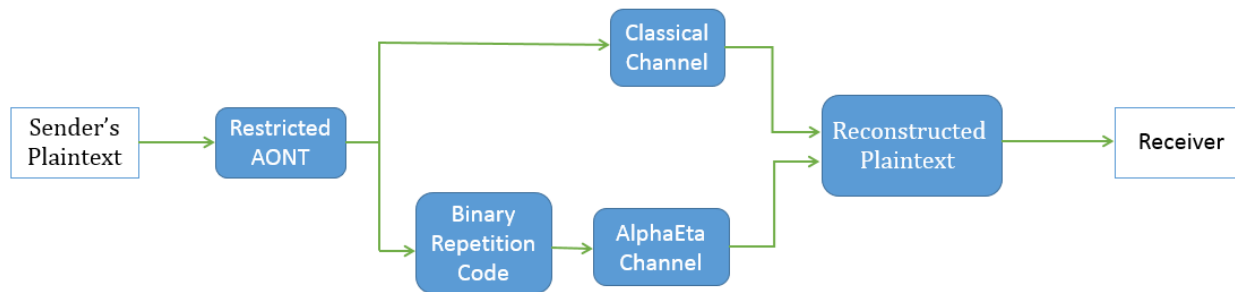 Sender's
Plaintext
Restricted
AONT
Classical
Channel
Binary
Repetition
Code
AlphaEta
Channel
Reconstructed
Plaintext
Receiver